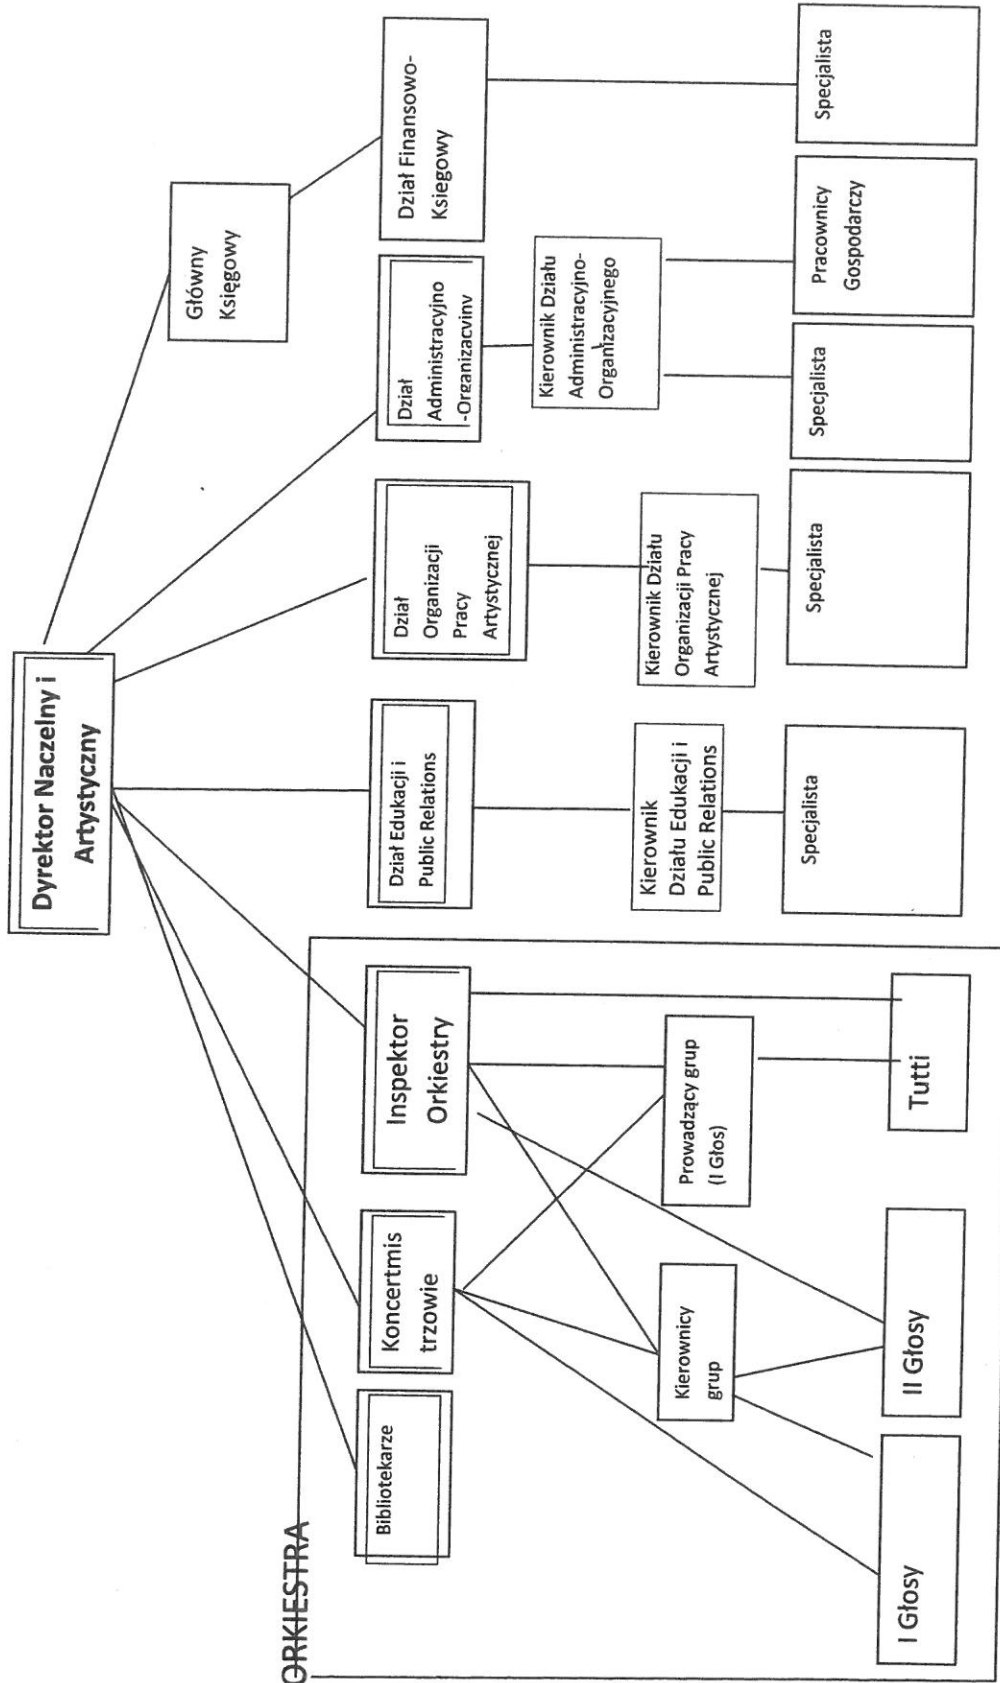 Dyrektor Naczelny i
Artystyczny
Główny
Księgowy
ORKIESTRA
Bibliotekarze
Koncertmis
trzowie
Inspektor
Orkiestry
Dział Edukacji i
Public Relations
Dział
Organizacji
Pracy
Artystycznej
Dział
Administracyjno
-Organizacyjny
Dział Finansowo-
Księgowy
Kierownicy
grup
Prowadzący grup
(I Głos)
Kierownik
Działu Edukacji i
Public Relations
Kierownik Działu
Organizacji Pracy
Artystycznej
Kierownik Działu
Administracyjno-
Organizacyjnego
I Głosy
II Głosy
Tutti
Specjalista
Specjalista
Specjalista
Pracownicy
Gospodarczy
Specjalista